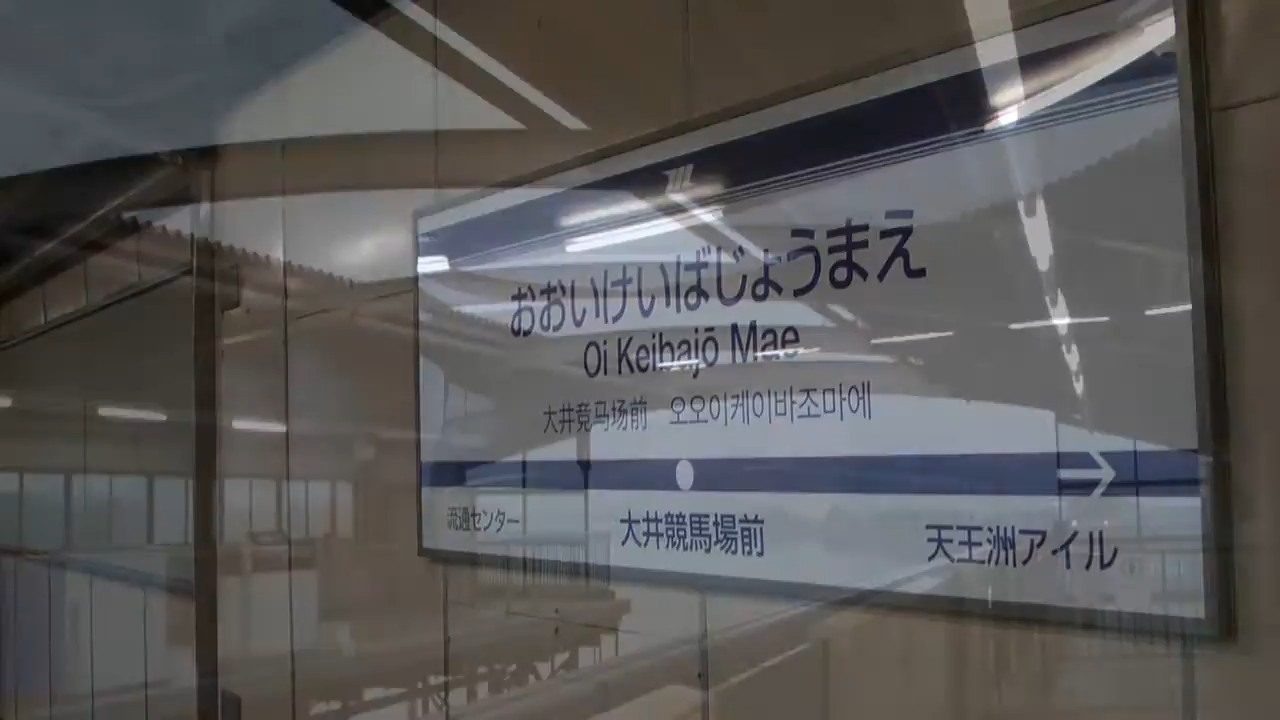 おおいけいばじょうまえ
Oi Keibajō Mae
大井竞马场前 오오이케이바조마에
流通センター 大井競馬場前 天王洲アイル